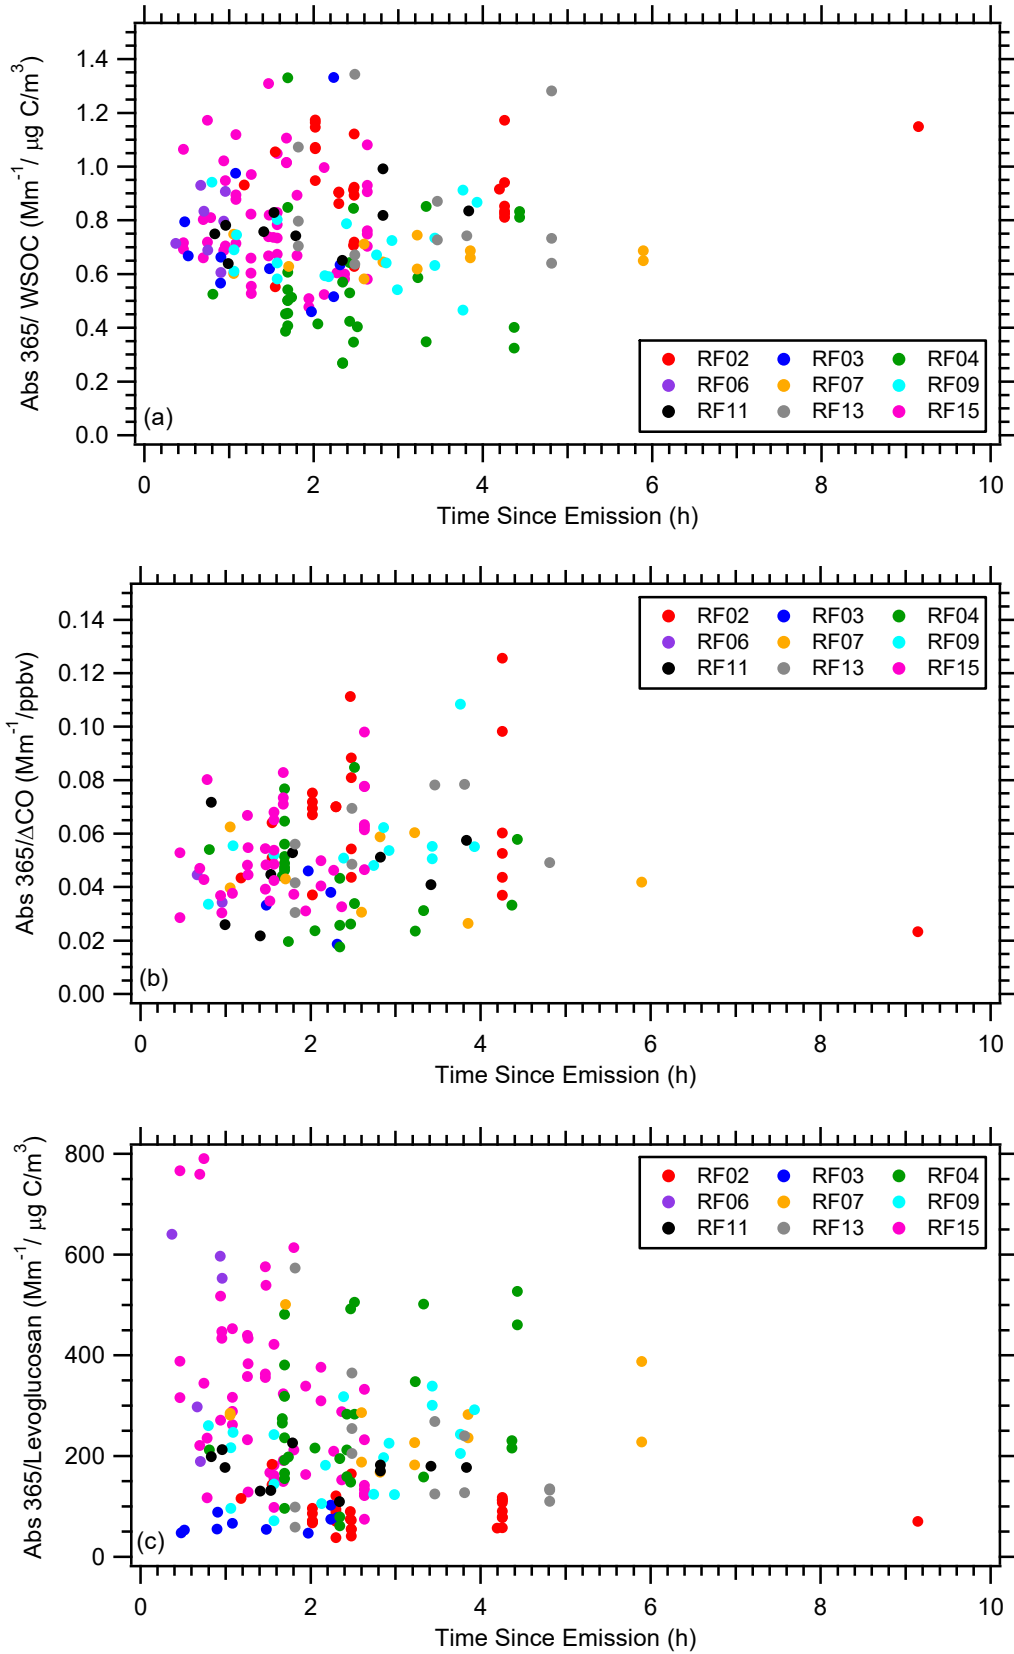 Abs 365/ WSOC (Mm⁻¹/ µg C/m³)
1.4
1.2
1.0
0.8
0.6
0.4
0.2
0.0
(a)
RF02 RF03 RF04
RF06 RF07 RF09
RF11 RF13 RF15
0 2 4 6 8 10
Time Since Emission (h)
Abs 365/ΔCO (Mm⁻¹/ppbv)
0.14
0.12
0.10
0.08
0.06
0.04
0.02
0.00
(b)
RF02 RF03 RF04
RF06 RF07 RF09
RF11 RF13 RF15
0 2 4 6 8 10
Time Since Emission (h)
Abs 365/Levoglucosan (Mm⁻¹/ µg C/m³)
800
600
400
200
0
(c)
RF02 RF03 RF04
RF06 RF07 RF09
RF11 RF13 RF15
0 2 4 6 8 10
Time Since Emission (h)